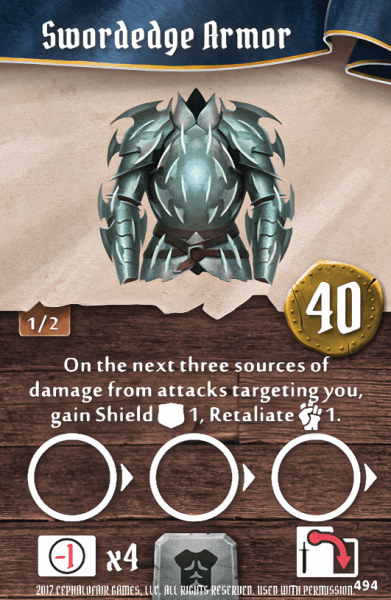 Swordedge Armor
40
1/2
On the next three sources of
damage from attacks targeting you,
gain Shield 1, Retaliate 1.
-1 x4
2017 CEPHALOFAIR GAMES, LLC. ALL RIGHTS RESERVED. USED WITH PERMISSION 494